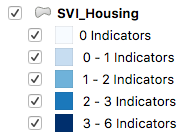 SVI_Housing
0 Indicators
0 - 1 Indicators
1 - 2 Indicators
2 - 3 Indicators
3 - 6 Indicators